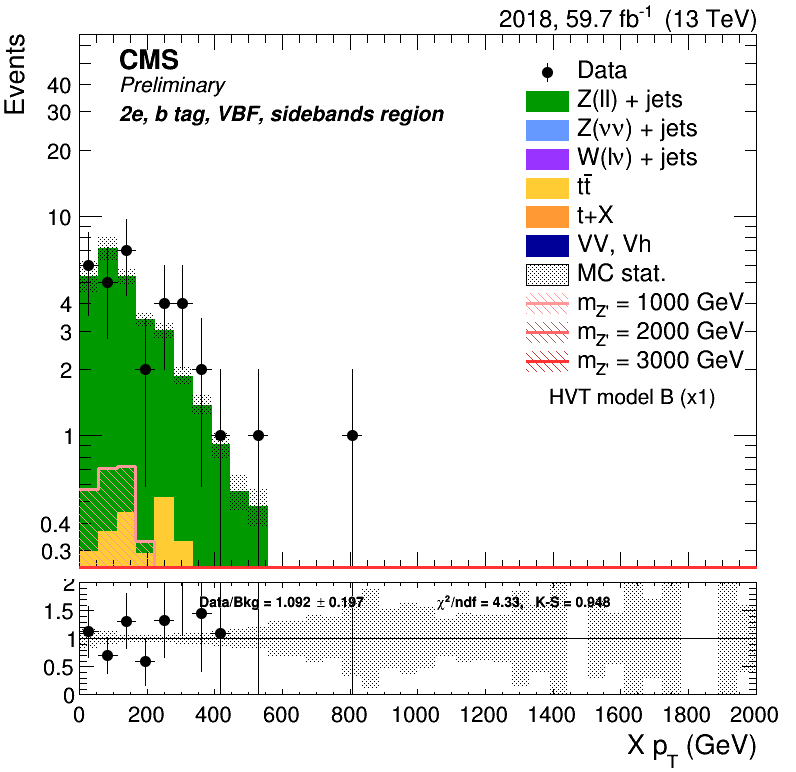 2018, 59.7 fb⁻¹ (13 TeV)
Events
CMS
Preliminary
2e, b tag, VBF, sidebands region
Data
Z(ll) + jets
Z(νν) + jets
W(lν) + jets
tt̄
t+X
VV, Vh
MC stat.
m_Z' = 1000 GeV
m_Z' = 2000 GeV
m_Z' = 3000 GeV
HVT model B (x1)
40
30
20
10
4
3
2
1
0.4
0.3
Data/Bkg = 1.092 ± 0.197
χ²/ndf = 4.33, K-S = 0.948
2
1.5
1
0.5
0
0 200 400 600 800 1000 1200 1400 1600 1800 2000
X p_T (GeV)